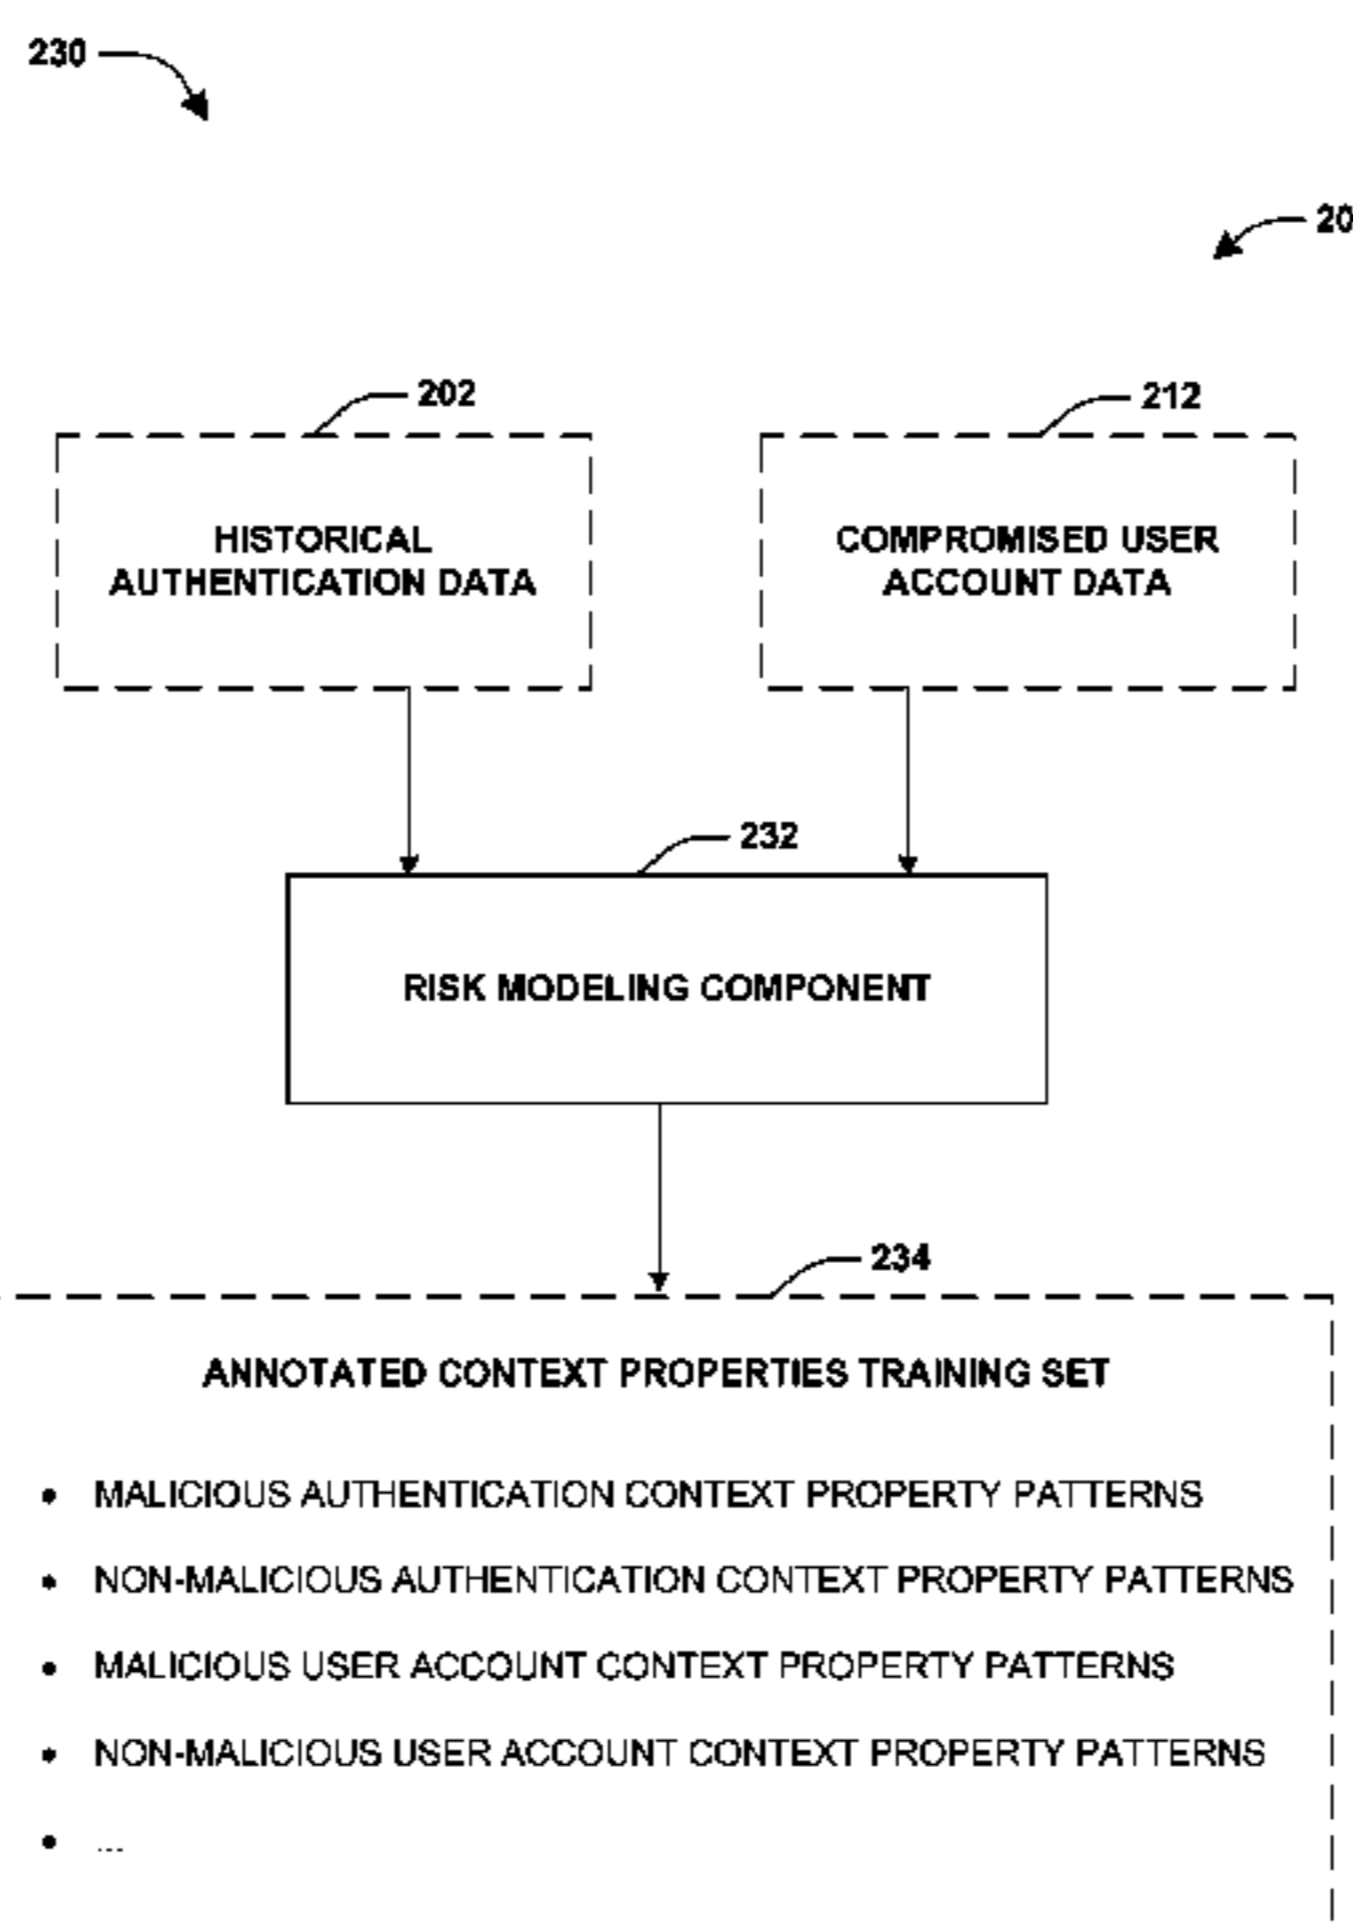 230
20
202
212
HISTORICAL
AUTHENTICATION DATA
COMPROMISED USER
ACCOUNT DATA
232
RISK MODELING COMPONENT
234
ANNOTATED CONTEXT PROPERTIES TRAINING SET
• MALICIOUS AUTHENTICATION CONTEXT PROPERTY PATTERNS
• NON-MALICIOUS AUTHENTICATION CONTEXT PROPERTY PATTERNS
• MALICIOUS USER ACCOUNT CONTEXT PROPERTY PATTERNS
• NON-MALICIOUS USER ACCOUNT CONTEXT PROPERTY PATTERNS
• ...